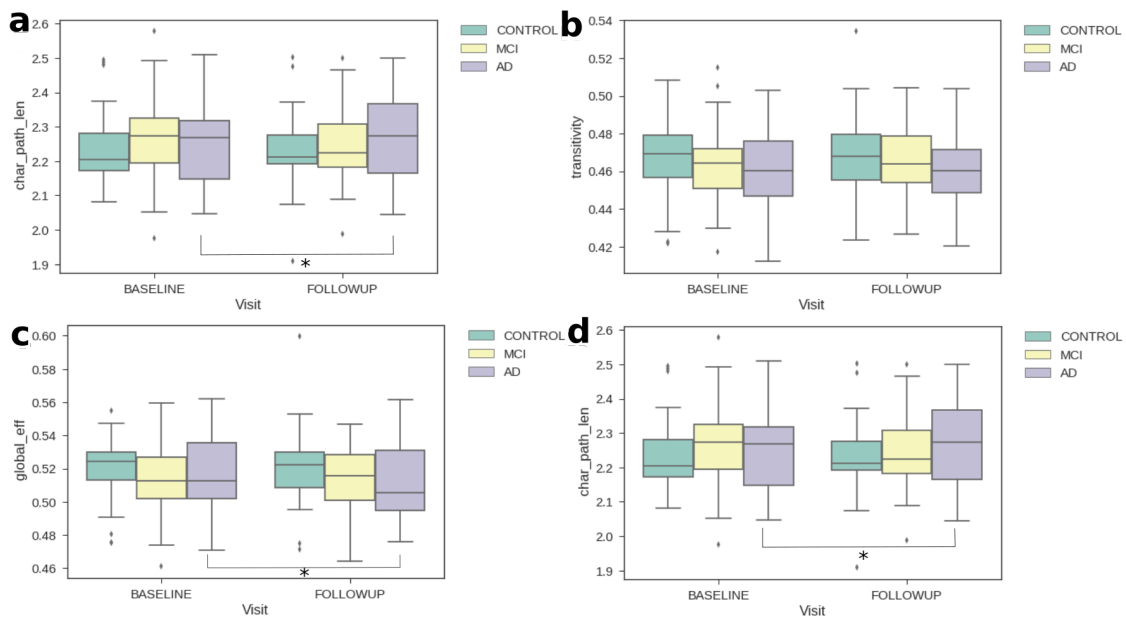 a
2.6
2.5
2.4
2.3
2.2
2.1
2.0
1.9
char_path_len
BASELINE
FOLLOWUP
Visit
CONTROL
MCI
AD
*
b
0.54
0.52
0.50
0.48
0.46
0.44
0.42
transitivity
BASELINE
FOLLOWUP
Visit
CONTROL
MCI
AD
c
0.60
0.58
0.56
0.54
0.52
0.50
0.48
0.46
global_eff
BASELINE
FOLLOWUP
Visit
CONTROL
MCI
AD
*
d
2.6
2.5
2.4
2.3
2.2
2.1
2.0
1.9
char_path_len
BASELINE
FOLLOWUP
Visit
CONTROL
MCI
AD
*